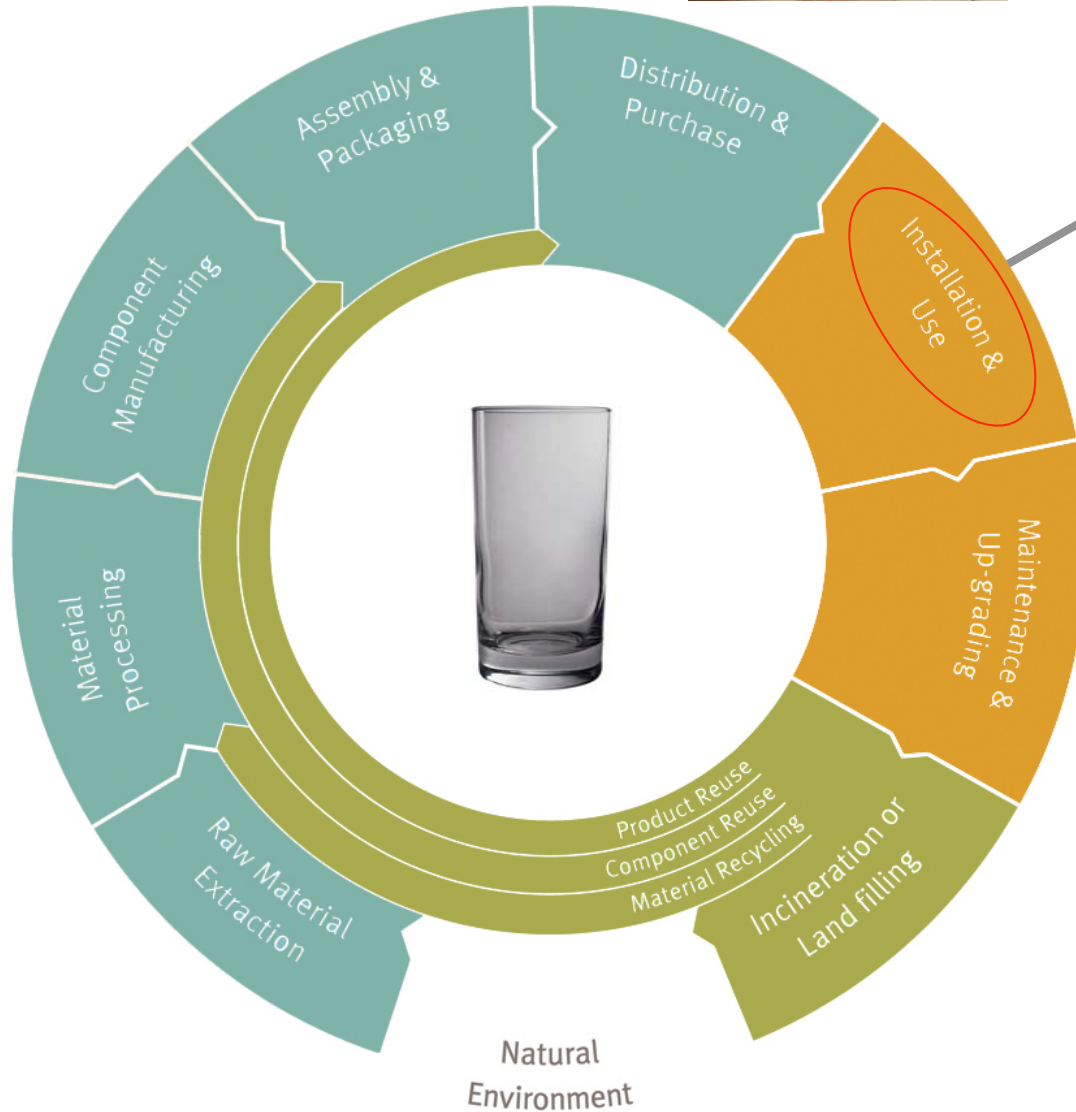 Distribution &
Purchase
Assembly &
Packaging
Installation &
Use
Component
Manufacturing
Maintenance &
Up-grading
Material
Processing
Product Reuse
Component Reuse
Material Recycling
Incineration or
Land filling
Raw Material
Extraction
Natural
Environment